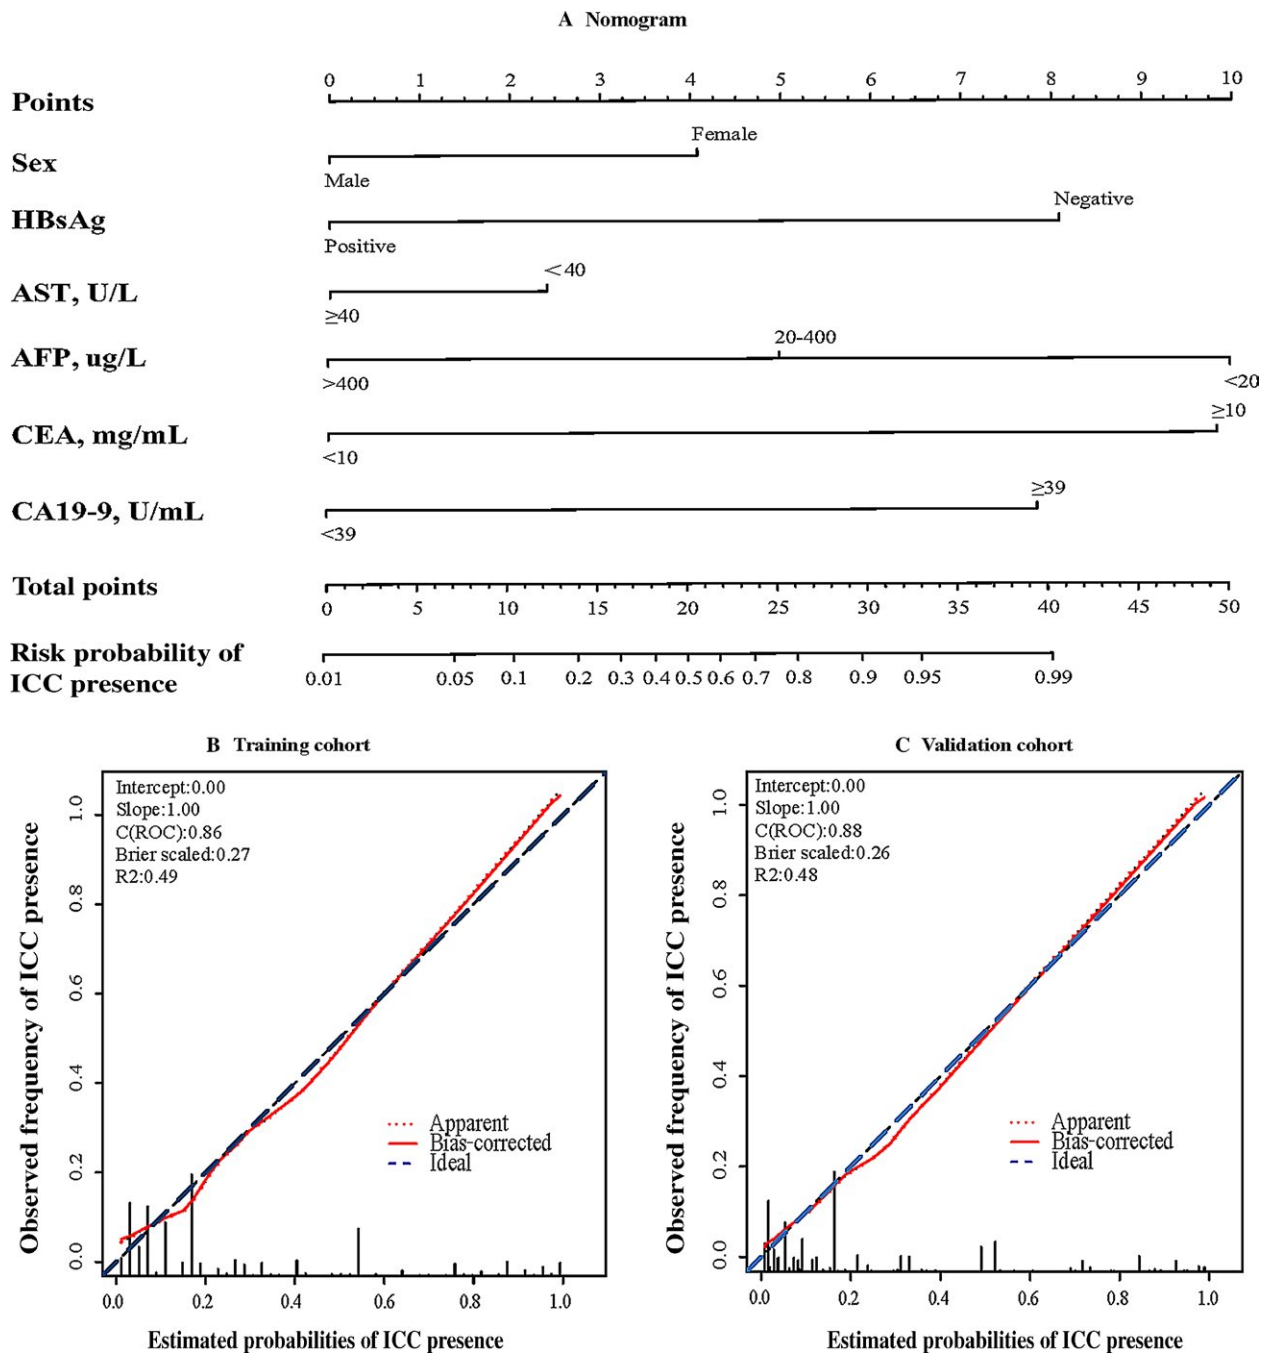 A Nomogram
Points
0 1 2 3 4 5 6 7 8 9 10
Sex
Female
Male
HBsAg
Negative
Positive
AST, U/L
<40
≥40
AFP, ug/L
20-400
>400
<20
CEA, mg/mL
≥10
<10
CA19-9, U/mL
≥39
<39
Total points
0 5 10 15 20 25 30 35 40 45 50
Risk probability of
ICC presence
0.01 0.05 0.1 0.2 0.3 0.4 0.5 0.6 0.7 0.8 0.9 0.95 0.99
B Training cohort
Intercept:0.00
Slope:1.00
C(ROC):0.86
Brier scaled:0.27
R2:0.49
Observed frequency of ICC presence
1.0
0.8
0.6
0.4
0.2
0.0
Apparent
Bias-corrected
Ideal
0.0 0.2 0.4 0.6 0.8 1.0
Estimated probabilities of ICC presence
C Validation cohort
Intercept:0.00
Slope:1.00
C(ROC):0.88
Brier scaled:0.26
R2:0.48
Observed frequency of ICC presence
1.0
0.8
0.6
0.4
0.2
0.0
Apparent
Bias-corrected
Ideal
0.0 0.2 0.4 0.6 0.8 1.0
Estimated probabilities of ICC presence